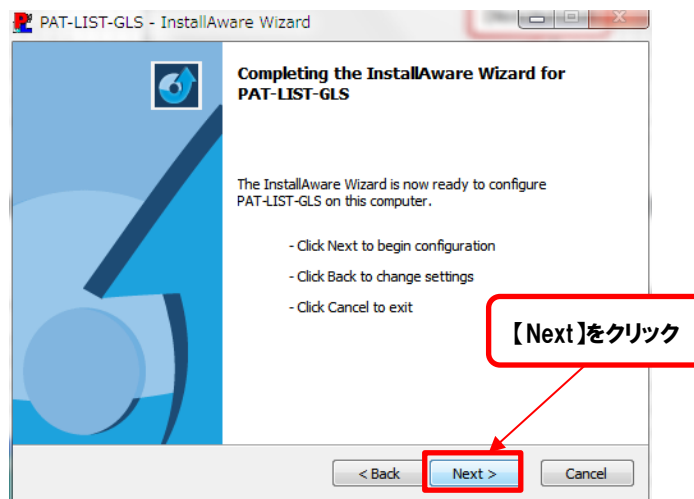 PAT-LIST-GLS - InstallAware Wizard
Completing the InstallAware Wizard for
PAT-LIST-GLS
The InstallAware Wizard is now ready to configure
PAT-LIST-GLS on this computer.
- Click Next to begin configuration
- Click Back to change settings
- Click Cancel to exit
【Next】をクリック
< Back
Next >
Cancel